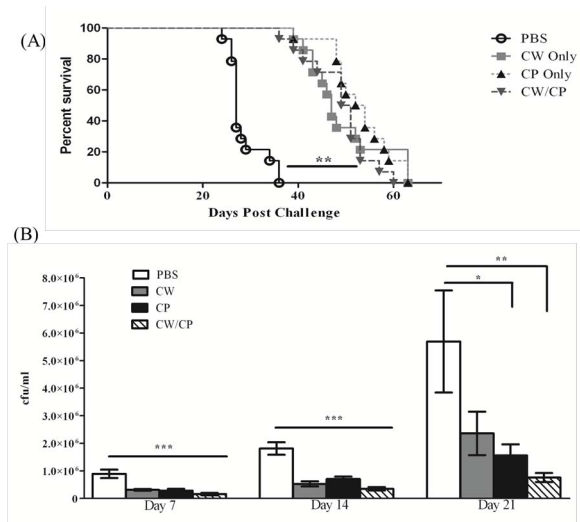 (A)
Percent survival
100
80
60
40
20
0
0
20
40
60
Days Post Challenge
**
PBS
CW Only
CP Only
CW/CP
(B)
cfu/ml
8.0×10⁶
7.0×10⁶
6.0×10⁶
5.0×10⁶
4.0×10⁶
3.0×10⁶
2.0×10⁶
1.0×10⁶
0
PBS
CW
CP
CW/CP
***
***
**
*
Day 7
Day 14
Day 21